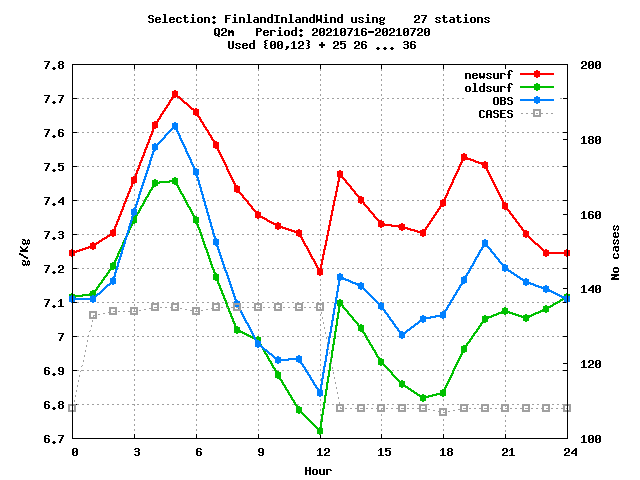 Selection: FinlandInlandWind using    27 stations
Q2m   Period: 20210716-20210720
Used {00,12} + 25 26 ... 36
newsurf
oldsurf
OBS
CASES
7.8
7.7
7.6
7.5
7.4
7.3
7.2
7.1
7
6.9
6.8
6.7
g/Kg
200
180
160
140
120
100
No cases
0 3 6 9 12 15 18 21 24
Hour